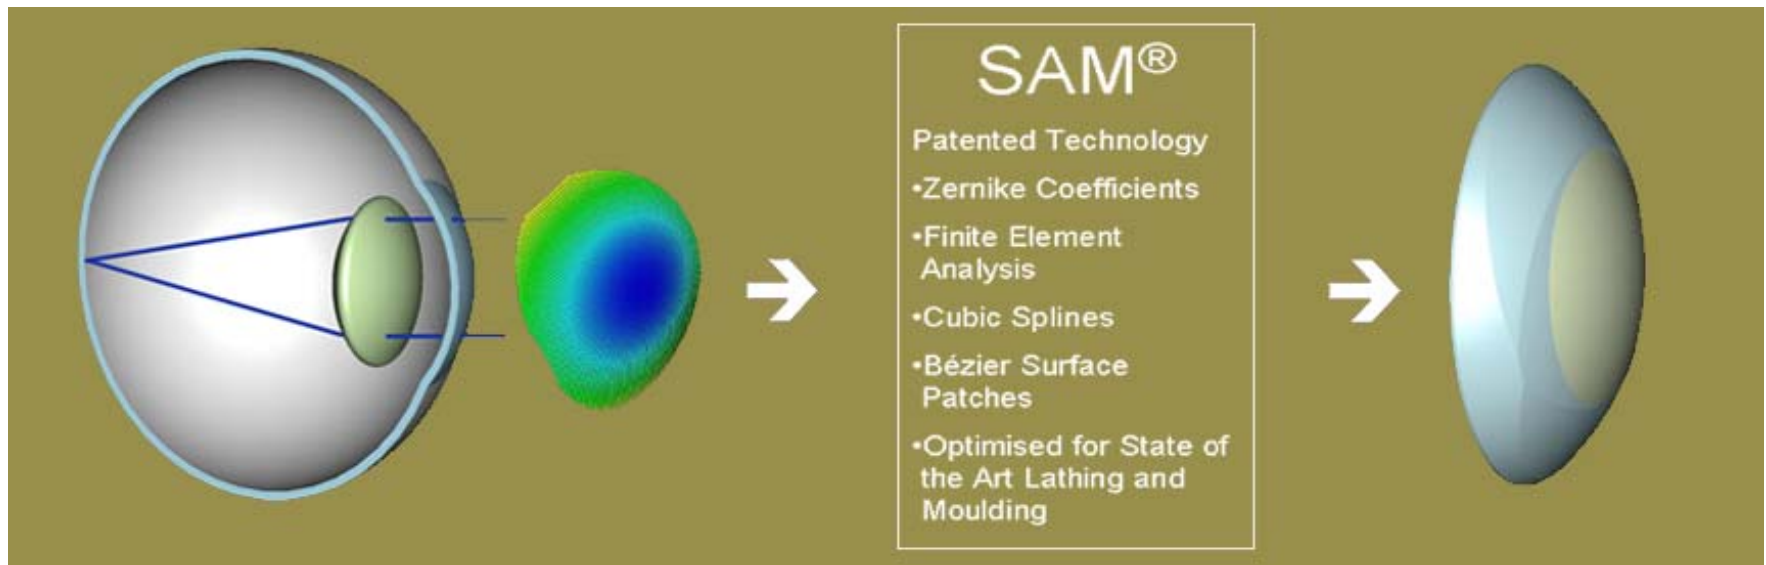 SAM®
Patented Technology
•Zernike Coefficients
•Finite Element
Analysis
•Cubic Splines
•Bézier Surface
Patches
•Optimised for State of
the Art Lathing and
Moulding